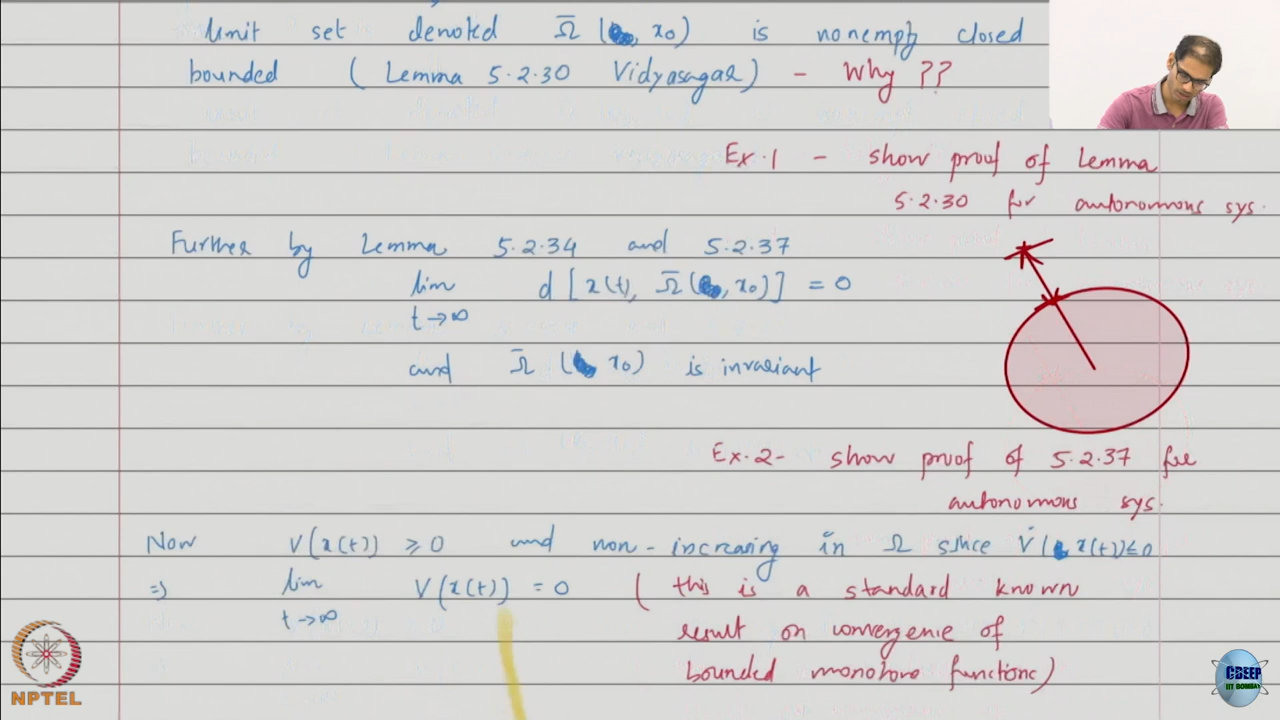 limit set denoted Ω̄ ( , x₀) is nonempty closed
bounded ( Lemma 5.2.30 Vidyasagar) - Why ??
Ex.1 - show proof of Lemma
5.2.30 for autonomous sys.
Further by Lemma 5.2.34 and 5.2.37
lim d [x(t), Ω̄( , x₀)] = 0
t→∞
and Ω̄ ( x₀) is invariant
Ex.2- show proof of 5.2.37 for
autonomous sys.
Now V(x(t)) ≥ 0 and non-increasing in Ω since V̇( x(t)) ≤ 0
⇒ lim V(x(t)) = 0 ( this is a standard known
t→∞
result on convergence of
bounded monotone functions)
NPTEL
CDEEP
IIT BOMBAY